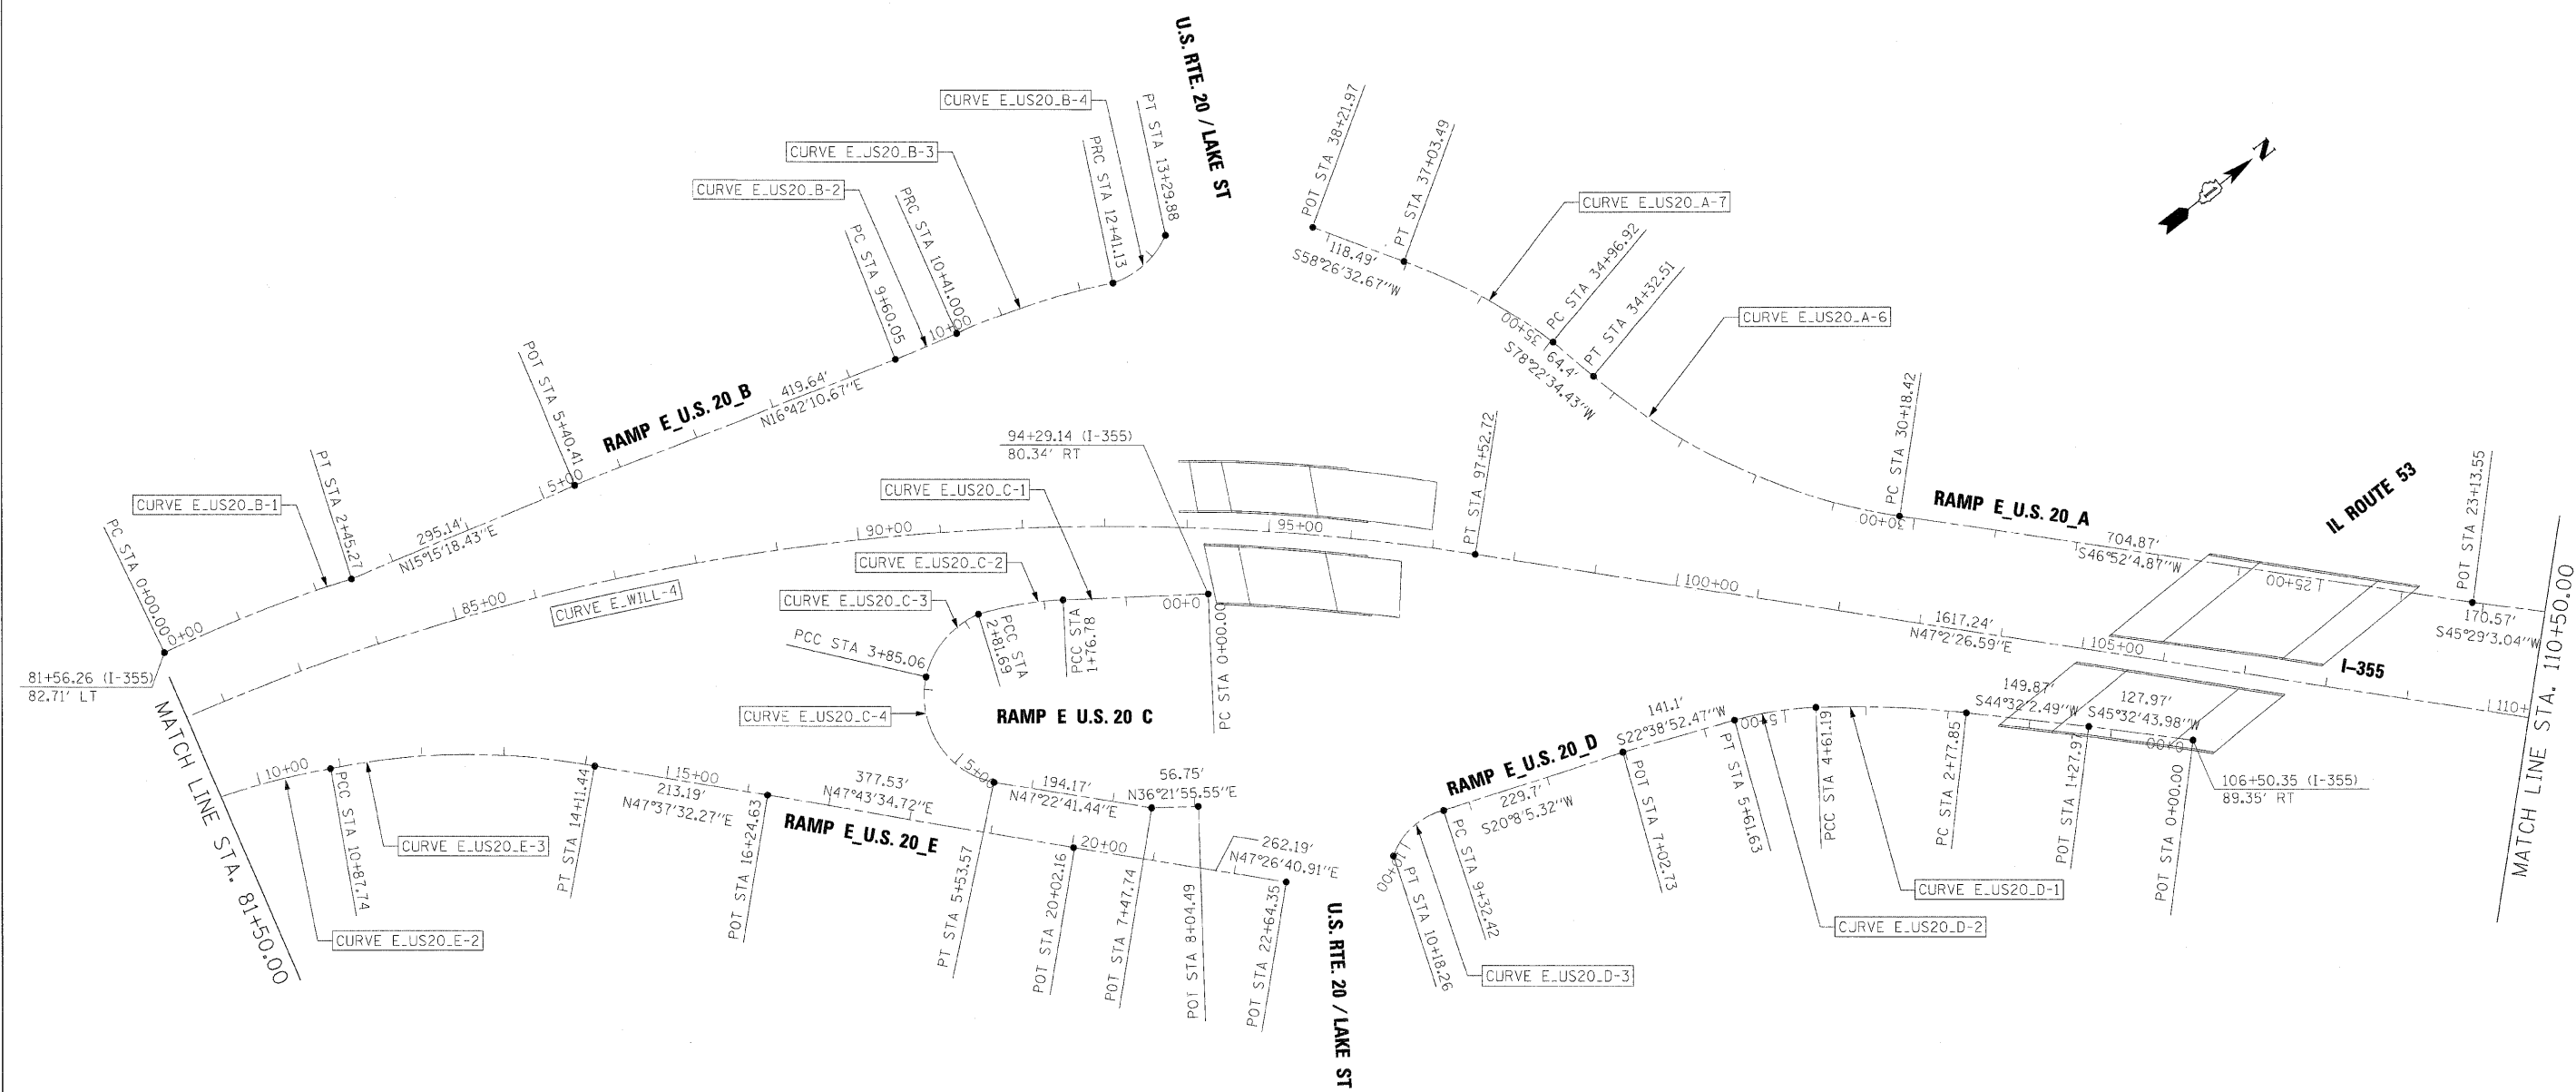 U.S. RTE. 20 / LAKE ST
CURVE E_US20_B-4
PT STA 13+29.88
PRC STA 12+41.13
CURVE E_US20_B-3
CURVE E_US20_B-2
PRC STA 10+41.00
PC STA 9+60.05
10+00
POT STA 5+40.41
5+00
419.64'
N16°42'10.67"E
RAMP E_U.S. 20_B
295.14'
N15°15'18.43"E
PT STA 2+45.27
CURVE E_US20_B-1
PC STA 0+00.00
0+00
81+56.26 (I-355)
82.71' LT
MATCH LINE STA. 81+50.00
POT STA 38+21.97
PT STA 37+03.49
118.49'
S58°26'32.67"W
CURVE E_US20_A-7
PC STA 34+96.92
PT STA 34+32.51
35+00
64.4'
S78°22'34.43"W
CURVE E_US20_A-6
N
PC STA 30+18.42
30+00
RAMP E_U.S. 20_A
704.87'
S46°52'4.87"W
IL ROUTE 53
25+00
POT STA 23+13.55
170.57'
S45°29'3.04"W
MATCH LINE STA. 110+50.00
94+29.14 (I-355)
80.34' RT
PT STA 97+52.72
85+00
CURVE E_WILL-4
90+00
95+00
100+00
1617.24'
N47°2'26.59"E
105+00
I-355
110+
CURVE E_US20_C-1
CURVE E_US20_C-2
CURVE E_US20_C-3
PCC STA 3+85.06
PCC STA
2+81.69
PCC STA
1+76.78
0+00
PC STA 0+00.00
CURVE E_US20_C-4
RAMP E U.S. 20 C
5+00
194.17'
N47°22'41.44"E
56.75'
N36°21'55.55"E
PT STA 5+53.57
POT STA 7+47.74
POT STA 8+04.49
10+00
PCC STA 10+87.74
CURVE E_US20_E-3
CURVE E_US20_E-2
PT STA 14+11.44
15+00
213.19'
N47°37'32.27"E
POT STA 16+24.63
377.53'
N47°43'34.72"E
RAMP E_U.S. 20_E
POT STA 20+02.16
20+00
262.19'
N47°26'40.91"E
POT STA 22+64.35
U.S. RTE. 20 / LAKE ST
10+00
PT STA 10+18.26
PC STA 9+32.42
CURVE E_US20_D-3
229.7'
S20°8'5.32"W
RAMP E_U.S. 20_D
POT STA 7+02.73
141.1'
S22°38'52.47"W
PT STA 5+61.63
5+00
PCC STA 4+61.19
CURVE E_US20_D-1
CURVE E_US20_D-2
PC STA 2+77.85
149.87'
S44°32'2.49"W
127.97'
S45°32'43.98"W
POT STA 1+27.97
0+00
POT STA 0+00.00
106+50.35 (I-355)
89.35' RT